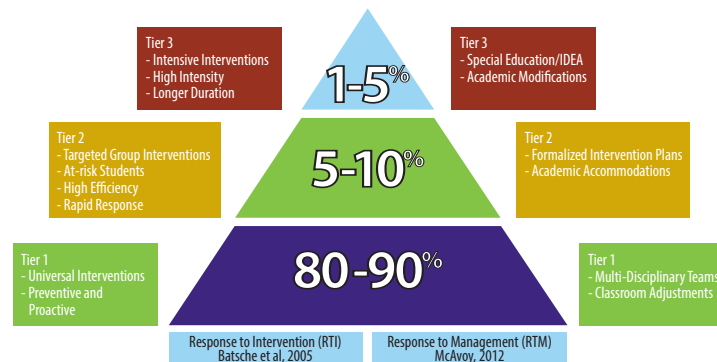 Tier 3
- Intensive Interventions
- High Intensity
- Longer Duration
1-5%
Tier 3
- Special Education/IDEA
- Academic Modifications
Tier 2
- Targeted Group Interventions
- At-risk Students
- High Efficiency
- Rapid Response
5-10%
Tier 2
- Formalized Intervention Plans
- Academic Accommodations
Tier 1
- Universal Interventions
- Preventive and
Proactive
80-90%
Tier 1
- Multi-Disciplinary Teams
- Classroom Adjustments
Response to Intervention (RTI)
Batsche et al, 2005
Response to Management (RTM)
McAvoy, 2012